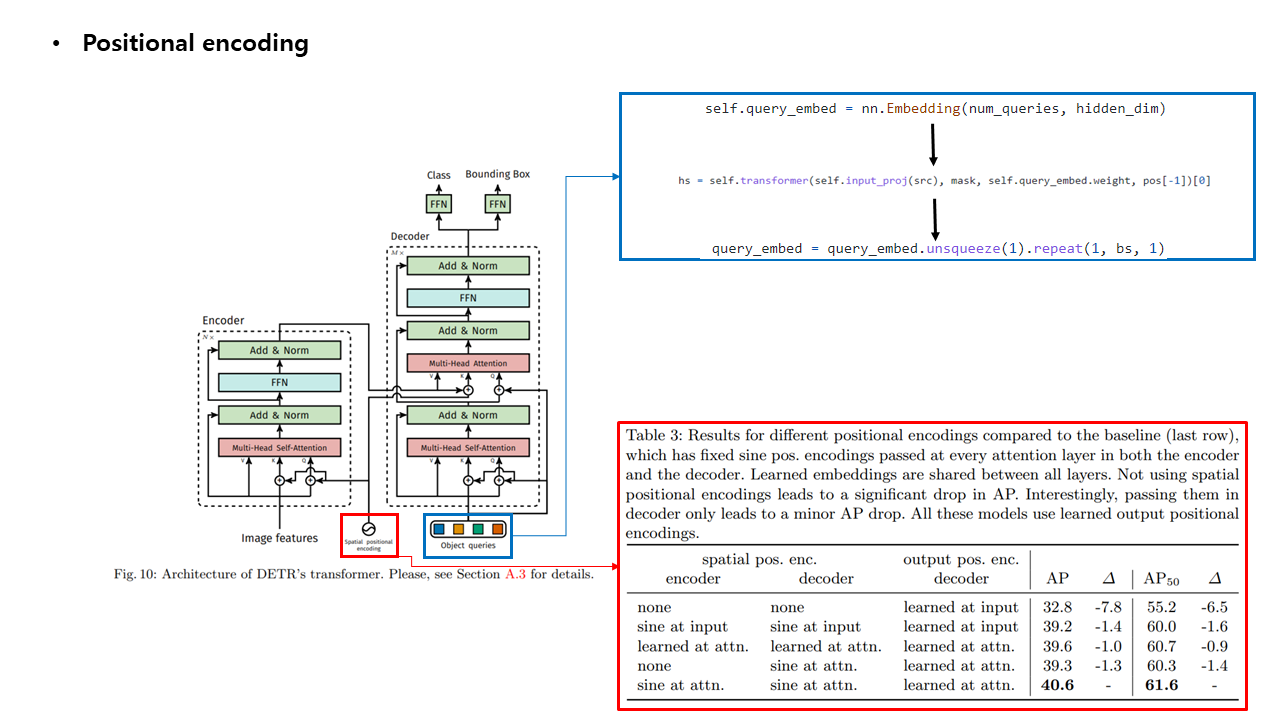 • Positional encoding
self.query_embed = nn.Embedding(num_queries, hidden_dim)
hs = self.transformer(self.input_proj(src), mask, self.query_embed.weight, pos[-1])[0]
query_embed = query_embed.unsqueeze(1).repeat(1, bs, 1)
Class Bounding Box
FFN FFN
Decoder
M×
Add & Norm
FFN
Add & Norm
Multi-Head Attention
V K Q
Add & Norm
Multi-Head Self-Attention
V K Q
Encoder
N×
Add & Norm
FFN
Add & Norm
Multi-Head Self-Attention
V K Q
Image features
Spatial positional
encoding
Object queries
Fig. 10: Architecture of DETR's transformer. Please, see Section A.3 for details.
Table 3: Results for different positional encodings compared to the baseline (last row),
which has fixed sine pos. encodings passed at every attention layer in both the encoder
and the decoder. Learned embeddings are shared between all layers. Not using spatial
positional encodings leads to a significant drop in AP. Interestingly, passing them in
decoder only leads to a minor AP drop. All these models use learned output positional
encodings.
spatial pos. enc. output pos. enc.
encoder decoder decoder AP Δ AP50 Δ
none none learned at input 32.8 -7.8 55.2 -6.5
sine at input sine at input learned at input 39.2 -1.4 60.0 -1.6
learned at attn. learned at attn. learned at attn. 39.6 -1.0 60.7 -0.9
none sine at attn. learned at attn. 39.3 -1.3 60.3 -1.4
sine at attn. sine at attn. learned at attn. 40.6 - 61.6 -